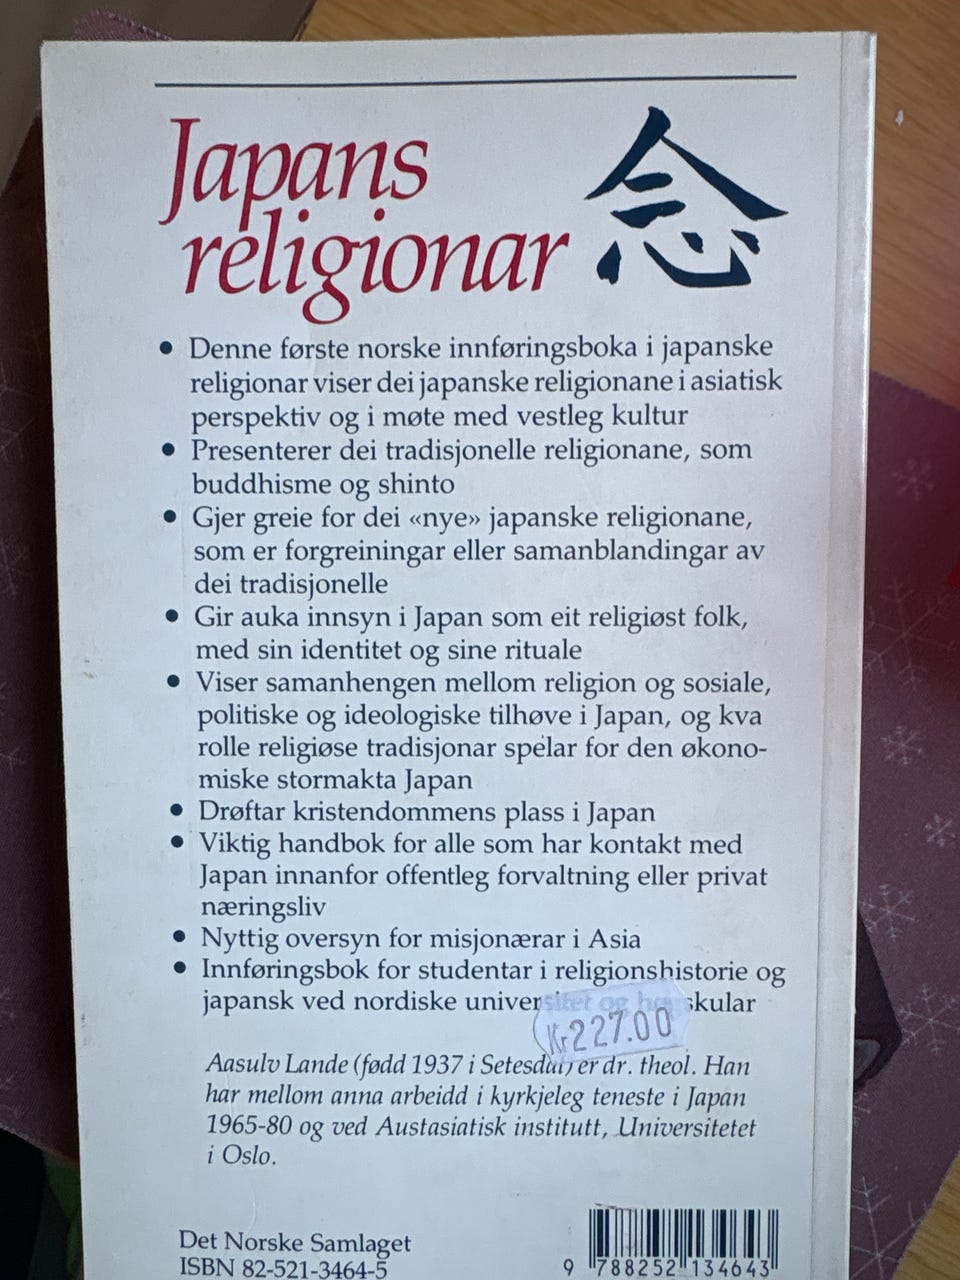 Japans
religionar
念
• Denne første norske innføringsboka i japanske
religionar viser dei japanske religionane i asiatisk
perspektiv og i møte med vestleg kultur
• Presenterer dei tradisjonelle religionane, som
buddhisme og shinto
• Gjer greie for dei «nye» japanske religionane,
som er forgreiningar eller samanblandingar av
dei tradisjonelle
• Gir auka innsyn i Japan som eit religiøst folk,
med sin identitet og sine rituale
• Viser samanhengen mellom religion og sosiale,
politiske og ideologiske tilhøve i Japan, og kva
rolle religiøse tradisjonar spelar for den økono-
miske stormakta Japan
• Drøftar kristendommens plass i Japan
• Viktig handbok for alle som har kontakt med
Japan innanfor offentleg forvaltning eller privat
næringsliv
• Nyttig oversyn for misjonærar i Asia
• Innføringsbok for studentar i religionshistorie og
japansk ved nordiske universitet og høgskular
Kr227.00
Aasulv Lande (fødd 1937 i Setesdal) er dr. theol. Han
har mellom anna arbeidd i kyrkjeleg teneste i Japan
1965-80 og ved Austasiatisk institutt, Universitetet
i Oslo.
Det Norske Samlaget
ISBN 82-521-3464-5
9 788252 134643